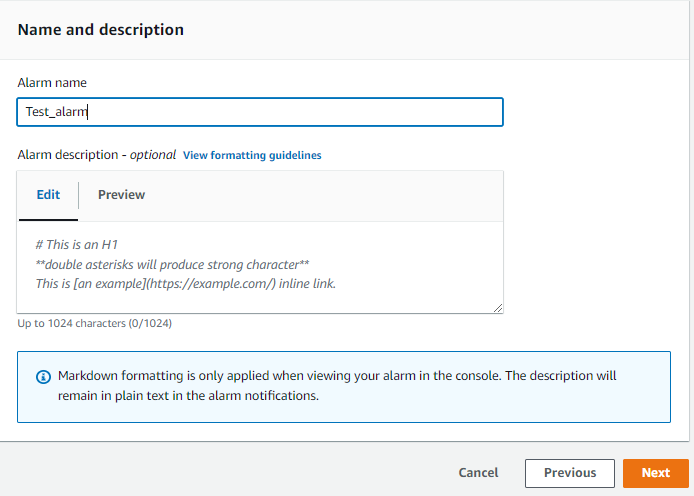 Name and description
Alarm name
Test_alarm
Alarm description - optional View formatting guidelines
Edit Preview
# This is an H1
**double asterisks will produce strong character**
This is [an example](https://example.com/) inline link.
Up to 1024 characters (0/1024)
Markdown formatting is only applied when viewing your alarm in the console. The description will
remain in plain text in the alarm notifications.
Cancel Previous Next